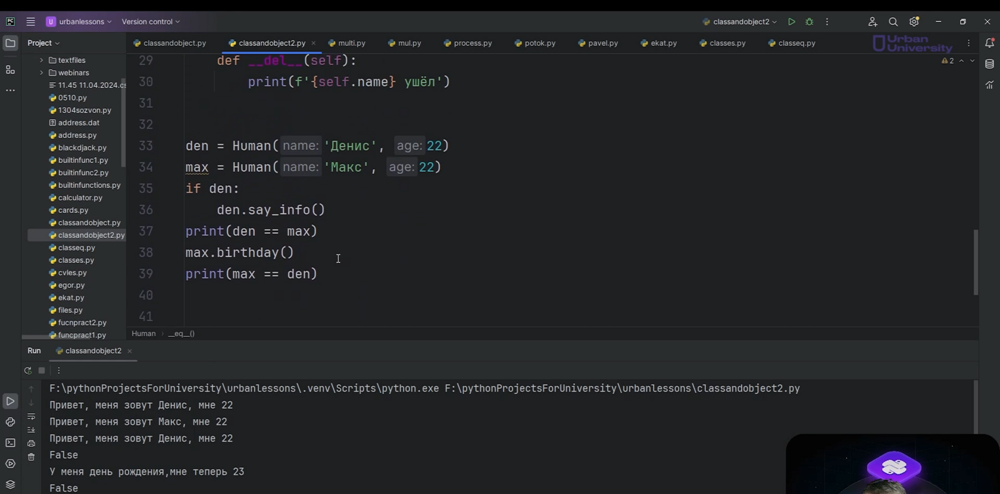 PC
U urbanlessons
Version control
classandobject2
Project
classandobject.py
classandobject2.py
multi.py
mul.py
process.py
potok.py
pavel.py
ekat.py
classes.py
classeq.py
Urban
University
textfiles
webinars
11.45 11.04.2024.cs
0510.py
1304sozvon.py
address.dat
address.py
blackdjack.py
builtinfunc1.py
builtinfunc2.py
builtinfunctions.py
calculator.py
cards.py
classandobject.py
classandobject2.py
classeq.py
classes.py
cvles.py
egor.py
ekat.py
files.py
fucnpract2.py
funcpract1.py
2
29 def __del__(self):
30 print(f'{self.name} ушёл')
31
32
33 den = Human( name: 'Денис', age: 22)
34 max = Human( name: 'Макс', age: 22)
35 if den:
36 den.say_info()
37 print(den == max)
38 max.birthday()
39 print(max == den)
40
41
Human > __eq__()
Run classandobject2
F:\pythonProjectsForUniversity\urbanlessons\.venv\Scripts\python.exe F:\pythonProjectsForUniversity\urbanlessons\classandobject2.py
Привет, меня зовут Денис, мне 22
Привет, меня зовут Макс, мне 22
Привет, меня зовут Денис, мне 22
False
У меня день рождения,мне теперь 23
False